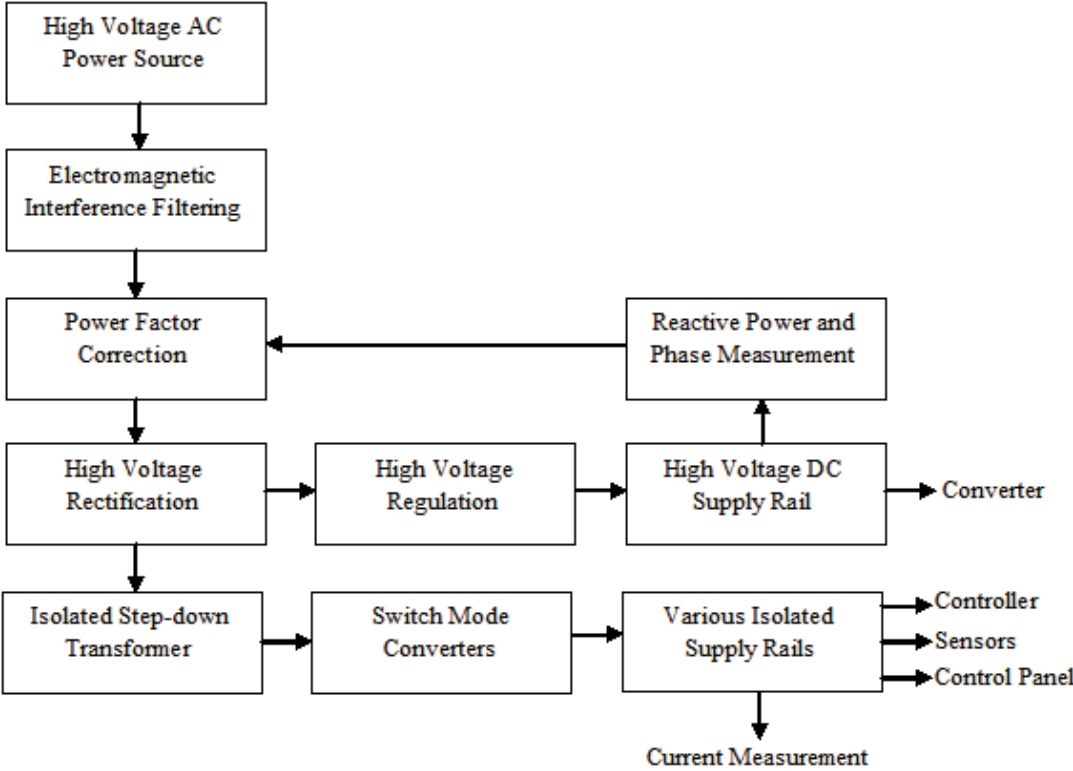 High Voltage AC
Power Source
Electromagnetic
Interference Filtering
Power Factor
Correction
Reactive Power and
Phase Measurement
High Voltage
Rectification
High Voltage
Regulation
High Voltage DC
Supply Rail
Converter
Isolated Step-down
Transformer
Switch Mode
Converters
Various Isolated
Supply Rails
Controller
Sensors
Control Panel
Current Measurement